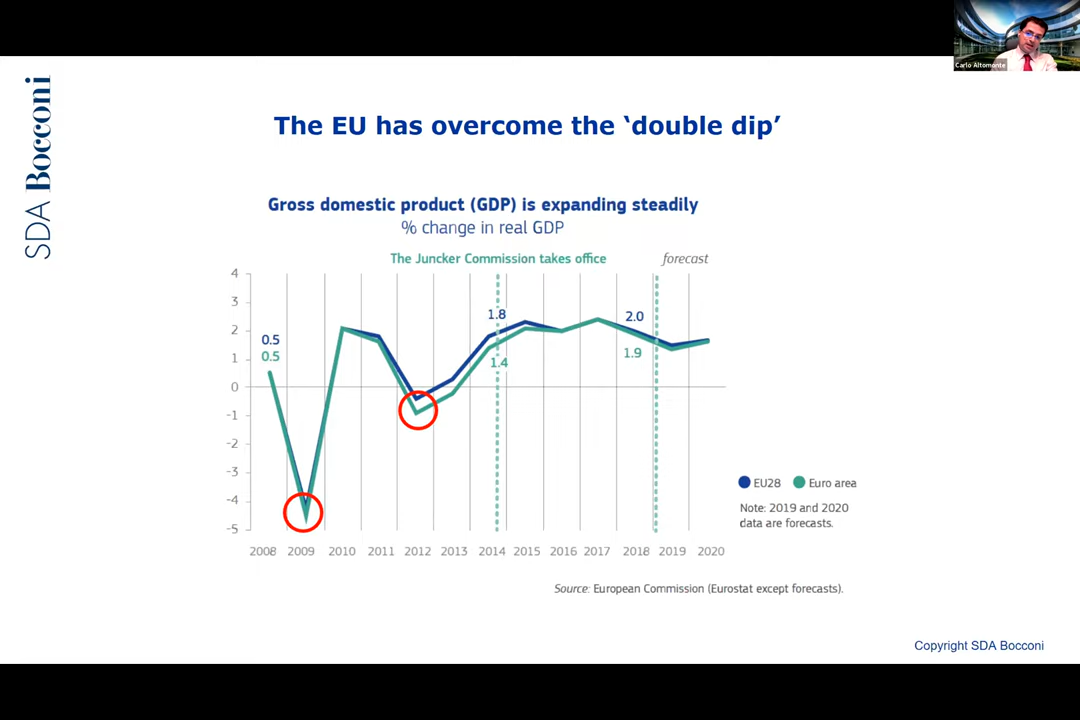 Carlo Altomonte
SDA Bocconi
The EU has overcome the ‘double dip’
Gross domestic product (GDP) is expanding steadily
% change in real GDP
The Juncker Commission takes office
forecast
4
3
2
1
0
-1
-2
-3
-4
-5
0.5
0.5
1.8
1.4
2.0
1.9
2008 2009 2010 2011 2012 2013 2014 2015 2016 2017 2018 2019 2020
EU28 Euro area
Note: 2019 and 2020
data are forecasts.
Source: European Commission (Eurostat except forecasts).
Copyright SDA Bocconi